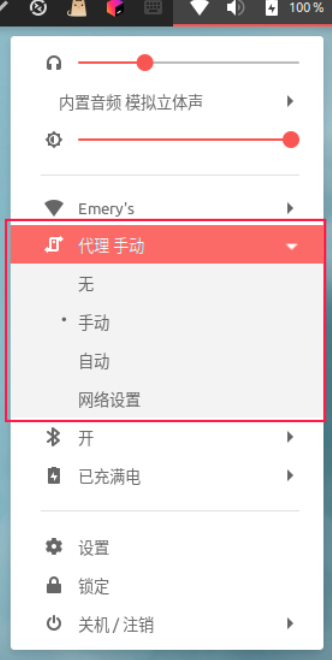 100 %
内置音频 模拟立体声
Emery's
代理 手动
无
手动
自动
网络设置
开
已充满电
设置
锁定
关机 / 注销